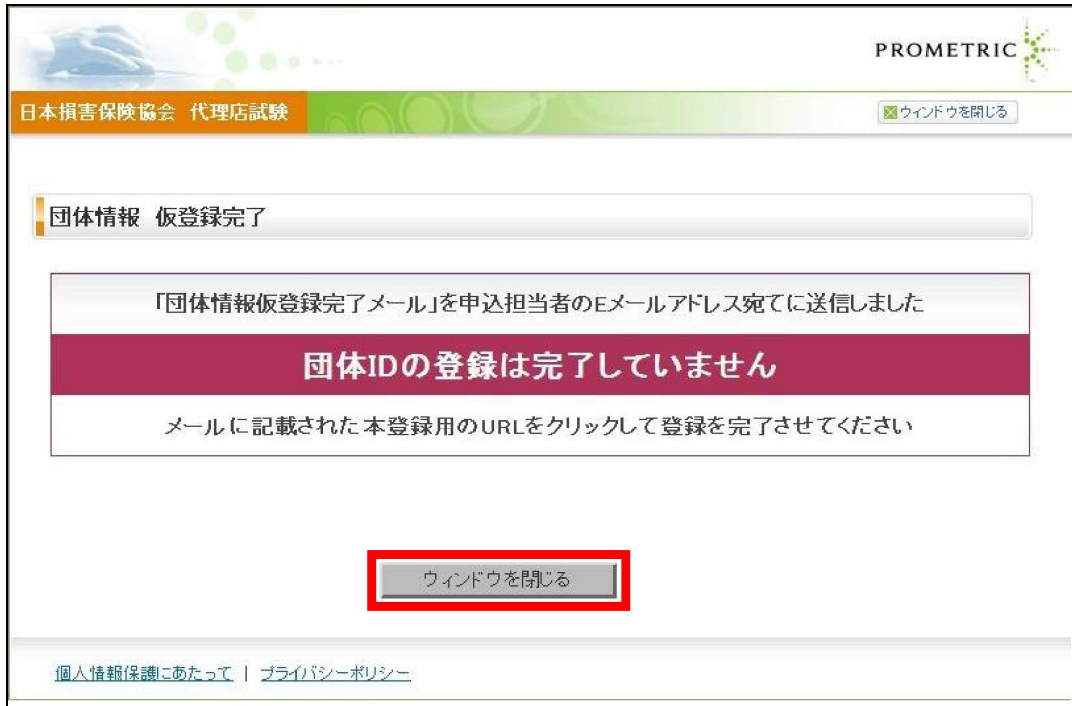 PROMETRIC
日本損害保険協会 代理店試験
ウィンドウを閉じる
団体情報 仮登録完了
「団体情報仮登録完了メール」を申込担当者のEメールアドレス宛てに送信しました
団体IDの登録は完了していません
メールに記載された本登録用のURLをクリックして登録を完了させてください
ウィンドウを閉じる
個人情報保護にあたって | プライバシーポリシー